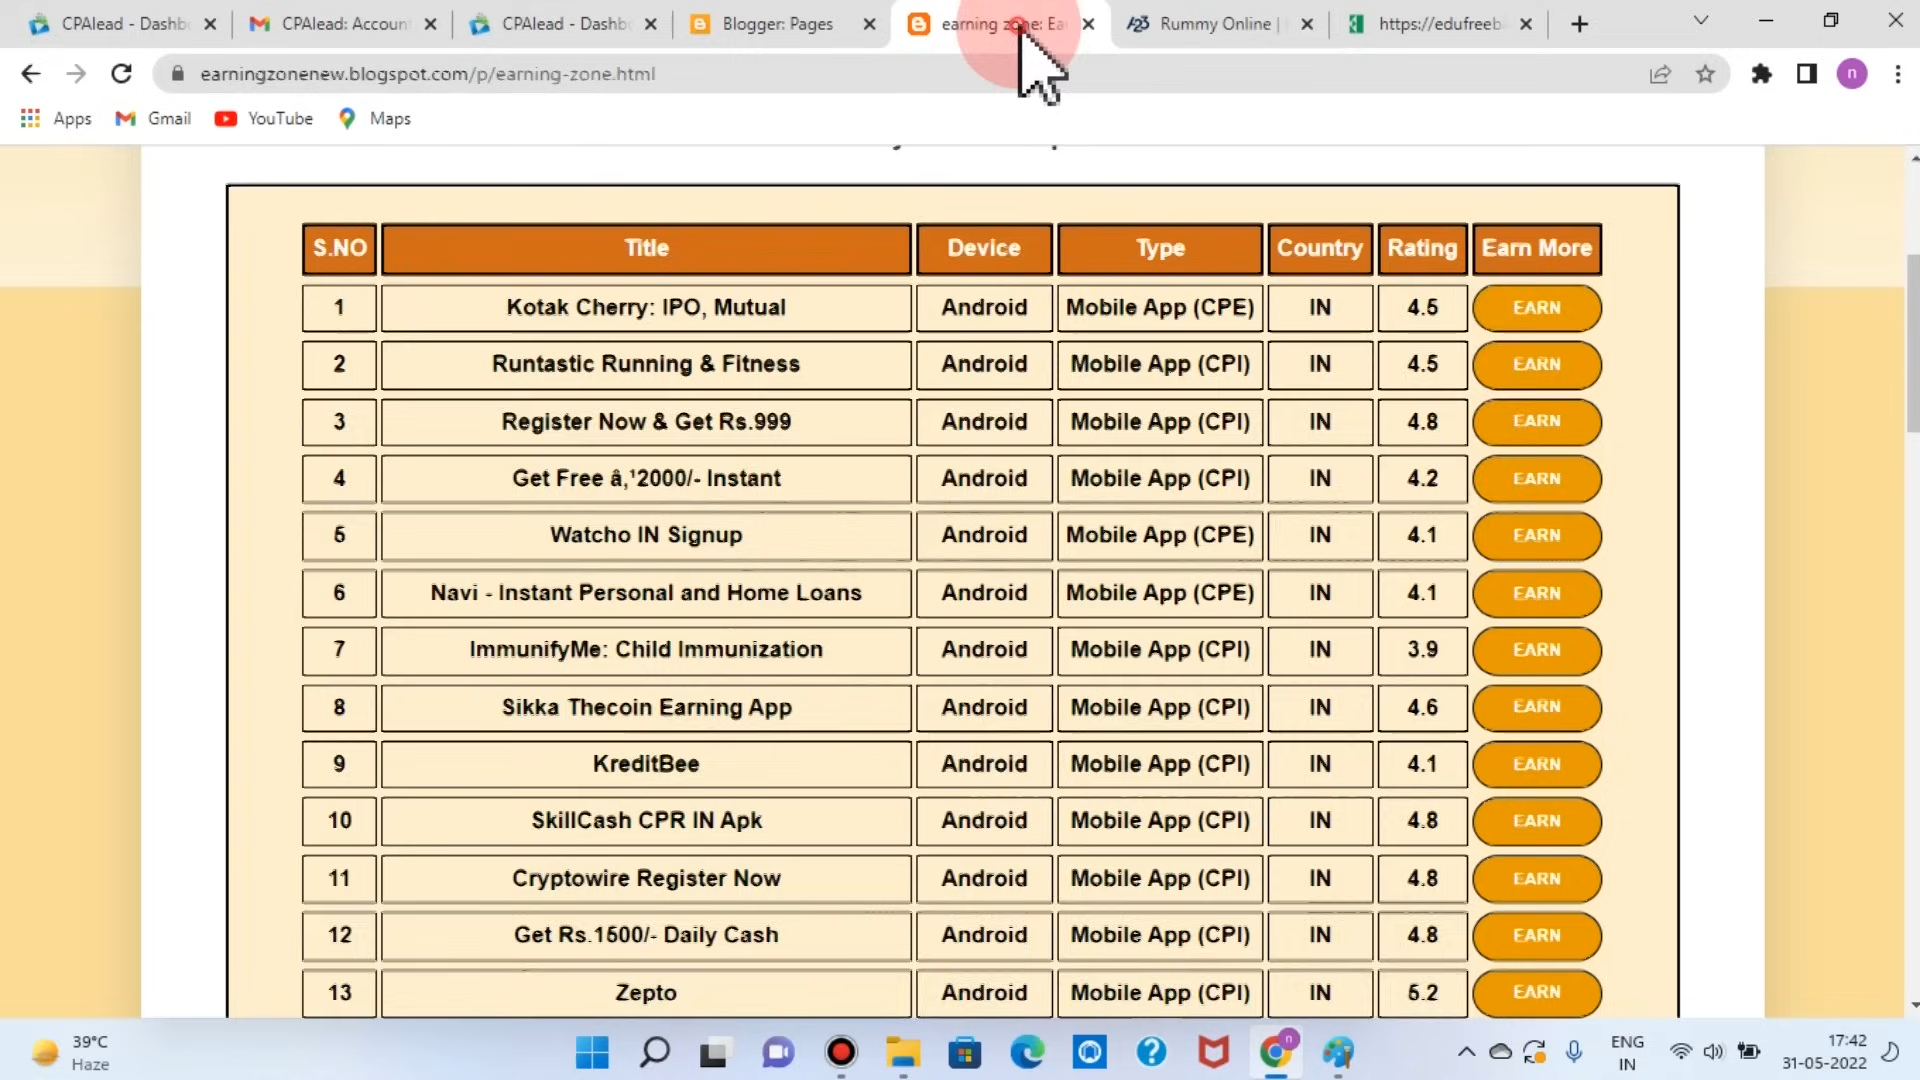 CPAlead - Dashbo
CPAlead: Accoun
CPAlead - Dashbo
Blogger: Pages
earning zone: Ea
A23 Rummy Online |
https://edufreeb
earningzonenew.blogspot.com/p/earning-zone.html
n
Apps Gmail YouTube Maps
S.NO Title Device Type Country Rating Earn More
1 Kotak Cherry: IPO, Mutual Android Mobile App (CPE) IN 4.5 EARN
2 Runtastic Running & Fitness Android Mobile App (CPI) IN 4.5 EARN
3 Register Now & Get Rs.999 Android Mobile App (CPI) IN 4.8 EARN
4 Get Free â‚¹2000/- Instant Android Mobile App (CPI) IN 4.2 EARN
5 Watcho IN Signup Android Mobile App (CPE) IN 4.1 EARN
6 Navi - Instant Personal and Home Loans Android Mobile App (CPE) IN 4.1 EARN
7 ImmunifyMe: Child Immunization Android Mobile App (CPI) IN 3.9 EARN
8 Sikka Thecoin Earning App Android Mobile App (CPI) IN 4.6 EARN
9 KreditBee Android Mobile App (CPI) IN 4.1 EARN
10 SkillCash CPR IN Apk Android Mobile App (CPI) IN 4.8 EARN
11 Cryptowire Register Now Android Mobile App (CPI) IN 4.8 EARN
12 Get Rs.1500/- Daily Cash Android Mobile App (CPI) IN 4.8 EARN
13 Zepto Android Mobile App (CPI) IN 5.2 EARN
39°C
Haze
n
ENG
IN
17:42
31-05-2022